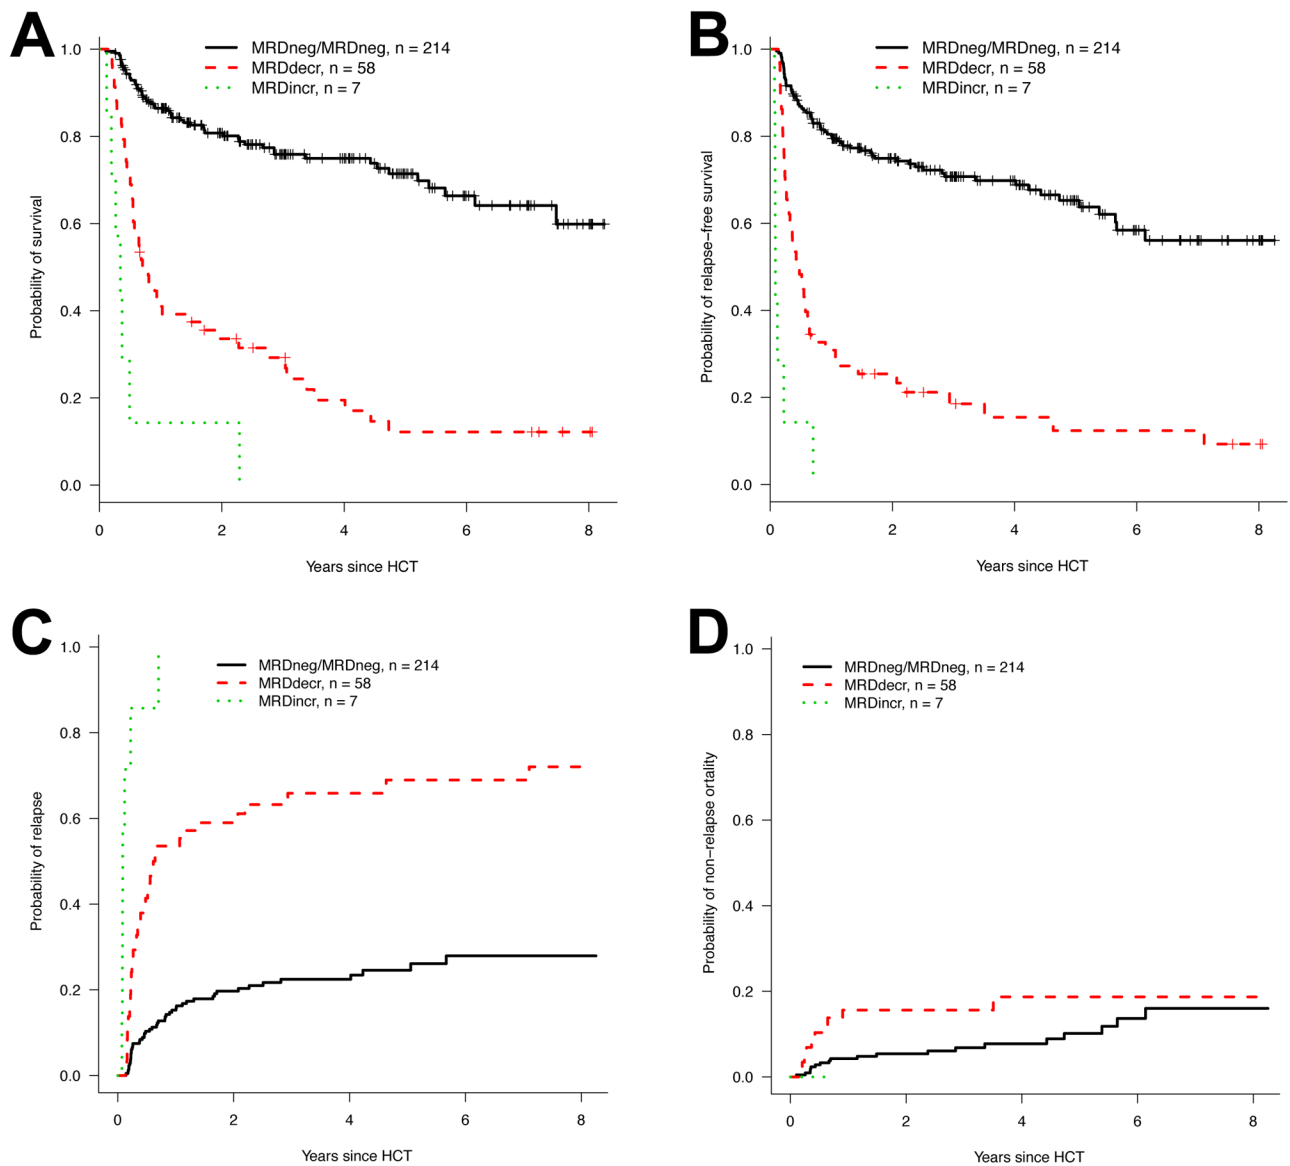 A
MRDneg/MRDneg, n = 214
MRDdecr, n = 58
MRDincr, n = 7
Probability of survival
1.0
0.8
0.6
0.4
0.2
0.0
0 2 4 6 8
Years since HCT
B
MRDneg/MRDneg, n = 214
MRDdecr, n = 58
MRDincr, n = 7
Probability of relapse−free survival
1.0
0.8
0.6
0.4
0.2
0.0
0 2 4 6 8
Years since HCT
C
MRDneg/MRDneg, n = 214
MRDdecr, n = 58
MRDincr, n = 7
Probability of relapse
1.0
0.8
0.6
0.4
0.2
0.0
0 2 4 6 8
Years since HCT
D
MRDneg/MRDneg, n = 214
MRDdecr, n = 58
MRDincr, n = 7
Probability of non−relapse ortality
1.0
0.8
0.6
0.4
0.2
0.0
0 2 4 6 8
Years since HCT